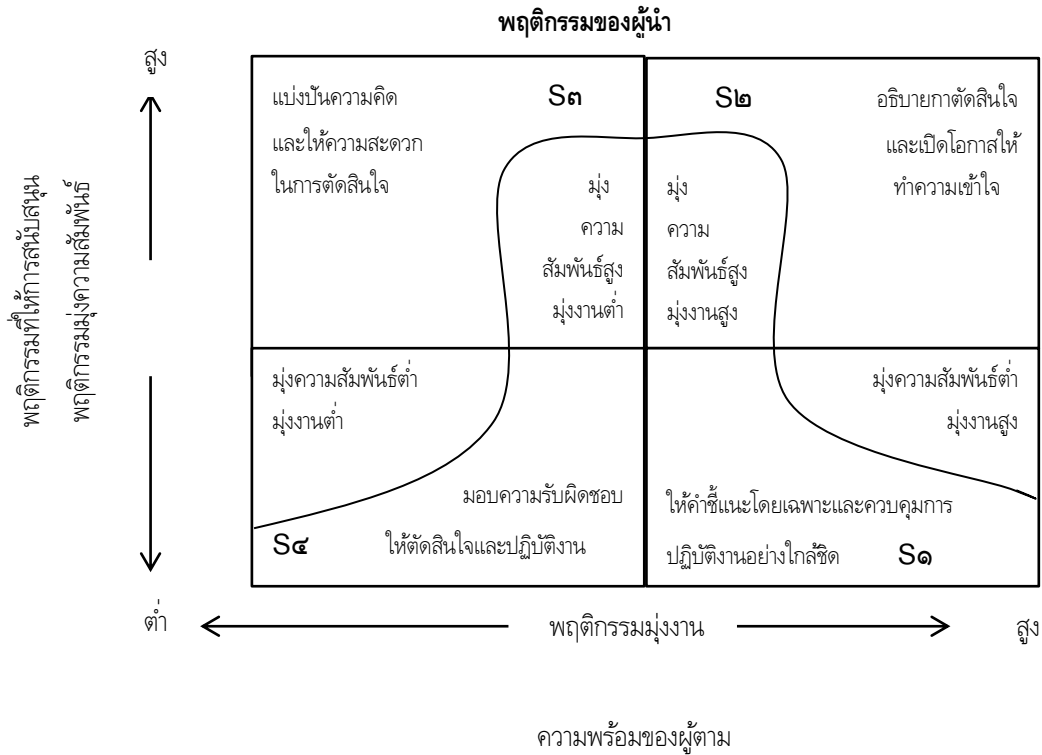 พฤติกรรมของผู้นำ
สูง
พฤติกรรมที่ให้การสนับสนุน
พฤติกรรมมุ่งความสัมพันธ์
ต่ำ
S๓
แบ่งปันความคิด
และให้ความสะดวก
ในการตัดสินใจ
มุ่ง
ความ
สัมพันธ์สูง
มุ่งงานต่ำ
S๒
อธิบายกาตัดสินใจ
และเปิดโอกาสให้
ทำความเข้าใจ
มุ่ง
ความ
สัมพันธ์สูง
มุ่งงานสูง
มุ่งความสัมพันธ์ต่ำ
มุ่งงานต่ำ
มอบความรับผิดชอบ
S๔
ให้ตัดสินใจและปฏิบัติงาน
มุ่งความสัมพันธ์ต่ำ
มุ่งงานสูง
ให้คำชี้แนะโดยเฉพาะและควบคุมการ
ปฏิบัติงานอย่างใกล้ชิด
S๑
พฤติกรรมมุ่งงาน
สูง
ความพร้อมของผู้ตาม